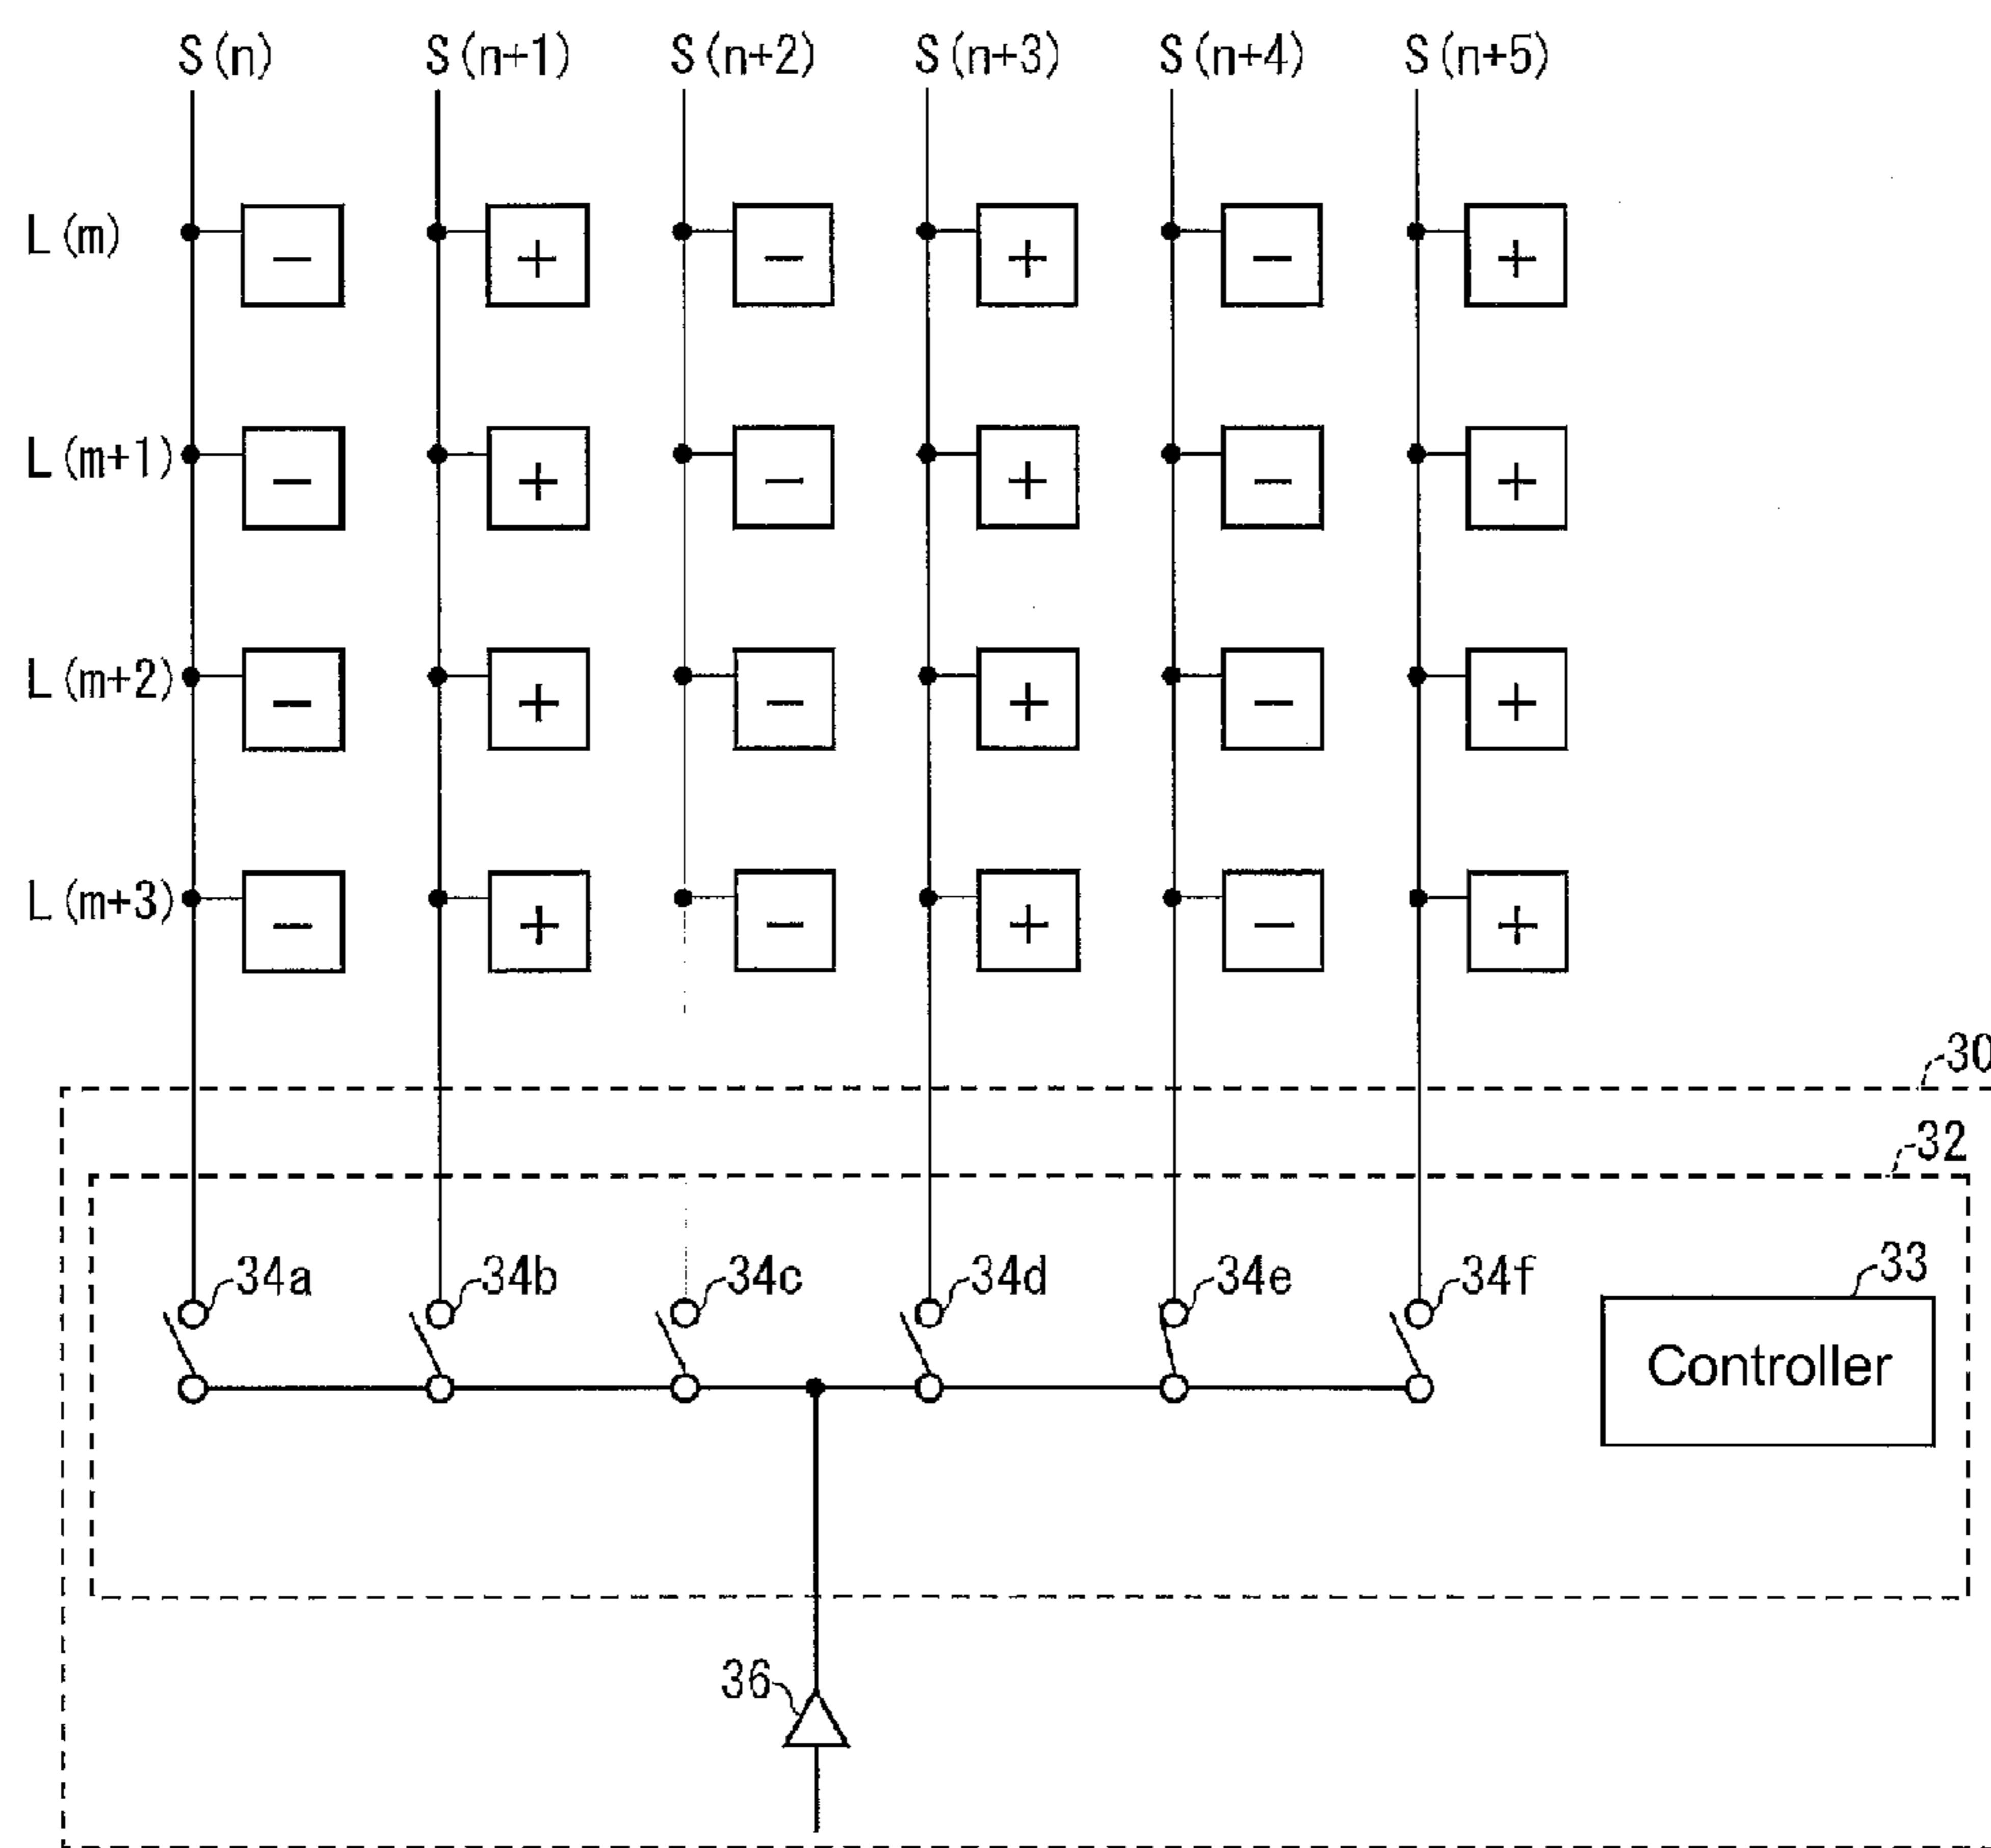 S(n) S(n+1) S(n+2) S(n+3) S(n+4) S(n+5)
L(m) − + − + − +
L(m+1) − + − + − +
L(m+2) − + − + − +
L(m+3) − + − + − +
30
32
34a 34b 34c 34d 34e 34f 33
Controller
36